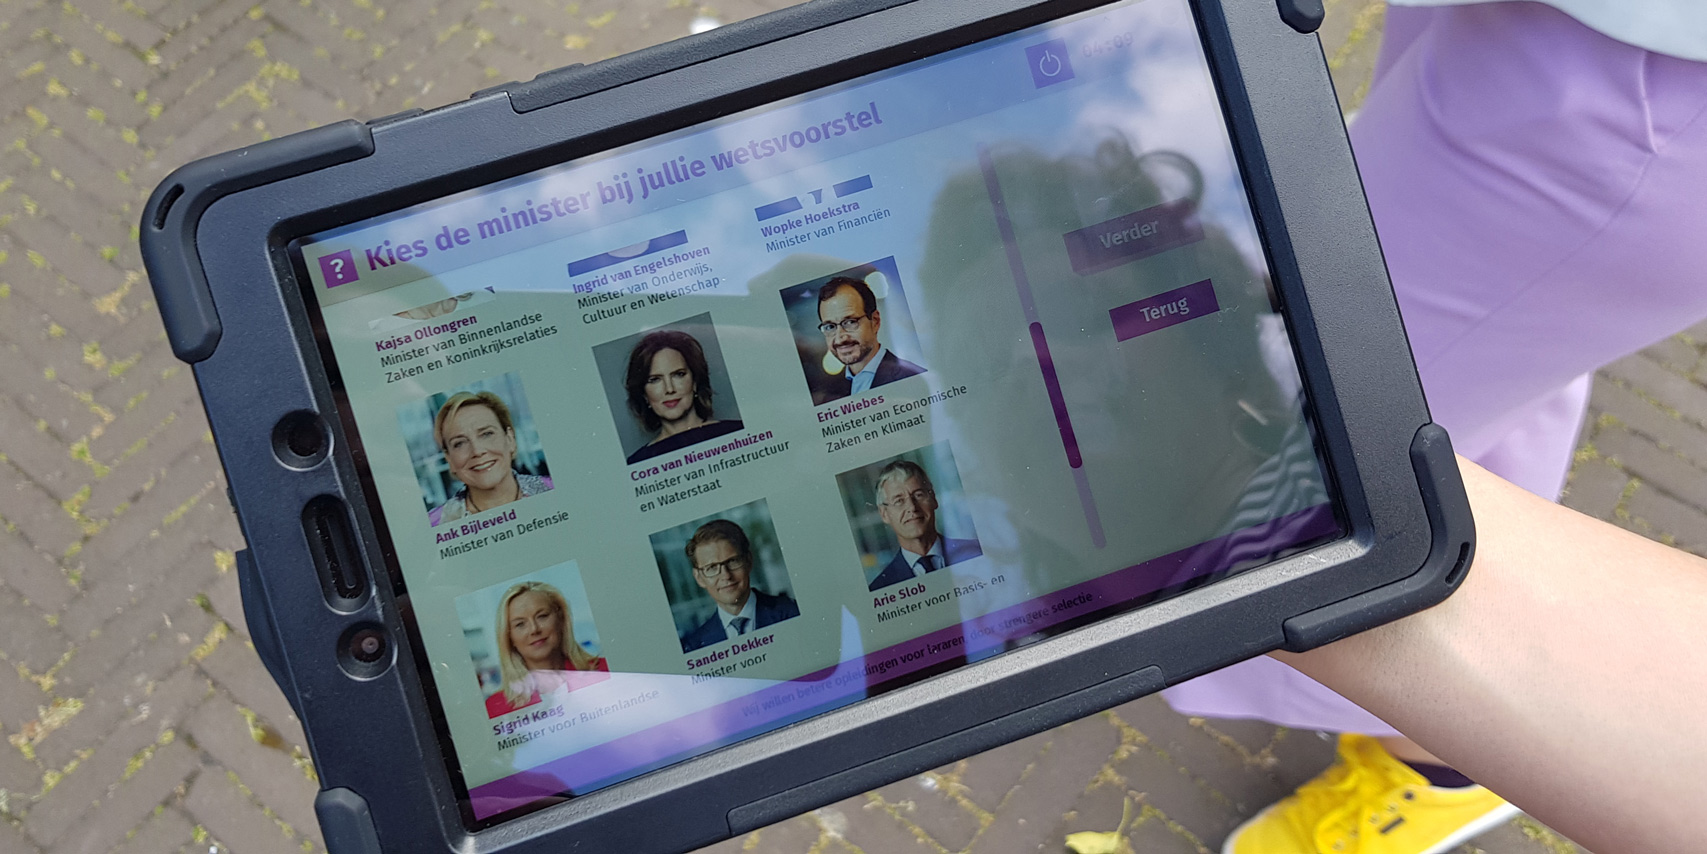 04:09
? Kies de minister bij jullie wetsvoorstel
Kajsa Ollongren
Minister van Binnenlandse
Zaken en Koninkrijksrelaties
Ingrid van Engelshoven
Minister van Onderwijs,
Cultuur en Wetenschap
Wopke Hoekstra
Minister van Financiën
Verder
Terug
Ank Bijleveld
Minister van Defensie
Cora van Nieuwenhuizen
Minister van Infrastructuur
en Waterstaat
Eric Wiebes
Minister van Economische
Zaken en Klimaat
Sigrid Kaag
Minister voor Buitenlandse
Sander Dekker
Minister voor
Arie Slob
Minister voor Basis- en
Wij willen betere opleidingen voor leraren, door strengere selectie